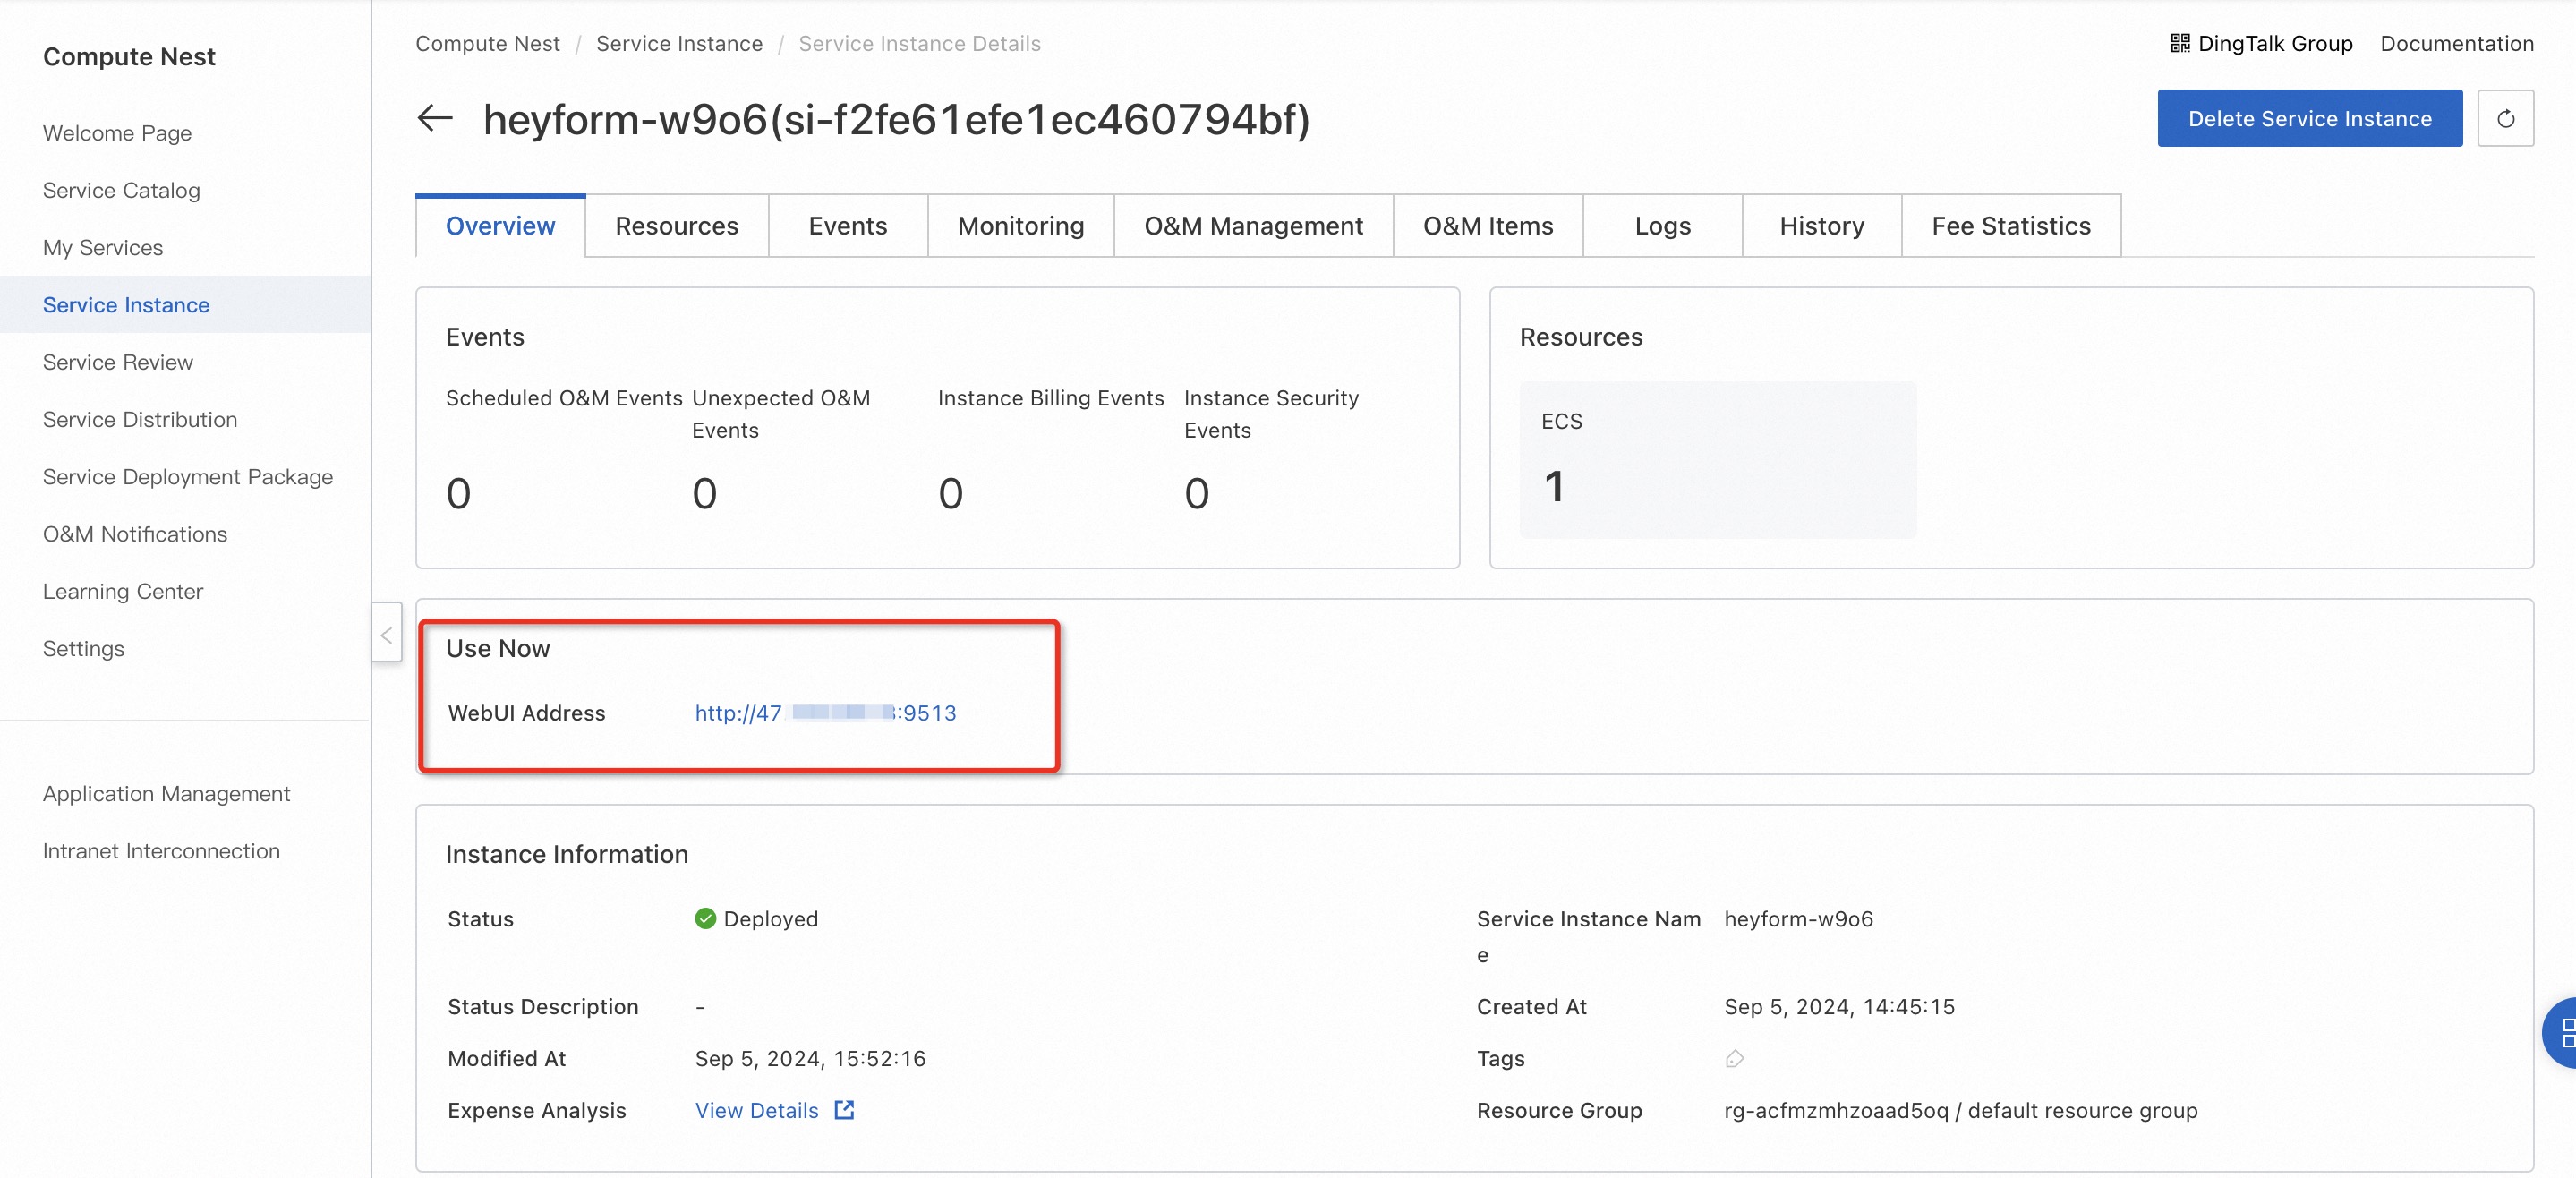 Compute Nest
Welcome Page
Service Catalog
My Services
Service Instance
Service Review
Service Distribution
Service Deployment Package
O&M Notifications
Learning Center
Settings
Application Management
Intranet Interconnection
Compute Nest / Service Instance / Service Instance Details
DingTalk Group Documentation
heyform-w9o6(si-f2fe61efe1ec460794bf)
Delete Service Instance
Overview Resources Events Monitoring O&M Management O&M Items Logs History Fee Statistics
Events
Scheduled O&M Events
0
Unexpected O&M
Events
0
Instance Billing Events
0
Instance Security
Events
0
Resources
ECS
1
Use Now
WebUI Address http://47 :9513
Instance Information
Status Deployed
Service Instance Nam
e
heyform-w9o6
Status Description -
Created At Sep 5, 2024, 14:45:15
Modified At Sep 5, 2024, 15:52:16
Tags
Expense Analysis View Details
Resource Group rg-acfmzmhzoaad5oq / default resource group